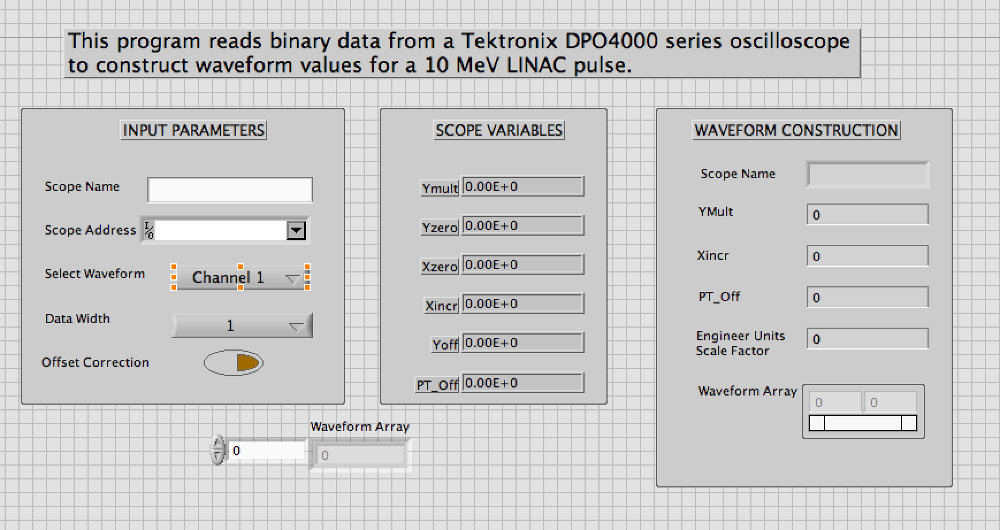 This program reads binary data from a Tektronix DPO4000 series oscilloscope
to construct waveform values for a 10 MeV LINAC pulse.
INPUT PARAMETERS
Scope Name
Scope Address I/O
Select Waveform Channel 1
Data Width 1
Offset Correction
SCOPE VARIABLES
Ymult 0.00E+0
Yzero 0.00E+0
Xzero 0.00E+0
Xincr 0.00E+0
Yoff 0.00E+0
PT_Off 0.00E+0
WAVEFORM CONSTRUCTION
Scope Name
YMult 0
Xincr 0
PT_Off 0
Engineer Units
Scale Factor 0
Waveform Array 0 0
Waveform Array
0 0